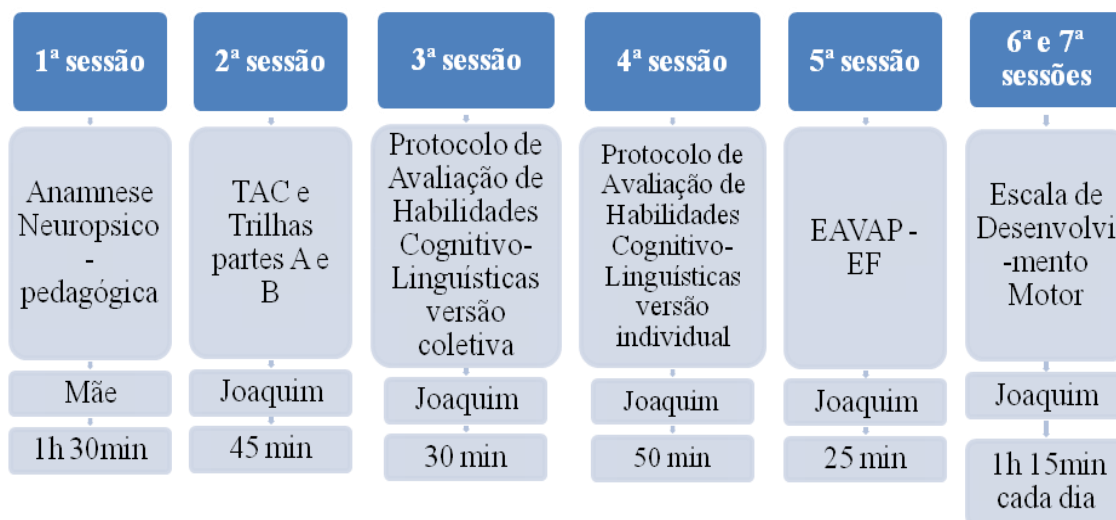 1ª sessão
Anamnese
Neuropsico
-
pedagógica
Mãe
1h 30min
2ª sessão
TAC e
Trilhas
partes A e
B
Joaquim
45 min
3ª sessão
Protocolo de
Avaliação de
Habilidades
Cognitivo-
Linguísticas
versão
coletiva
Joaquim
30 min
4ª sessão
Protocolo de
Avaliação de
Habilidades
Cognitivo-
Linguísticas
versão
individual
Joaquim
50 min
5ª sessão
EAVAP -
EF
Joaquim
25 min
6ª e 7ª
sessões
Escala de
Desenvolvi
-mento
Motor
Joaquim
1h 15min
cada dia